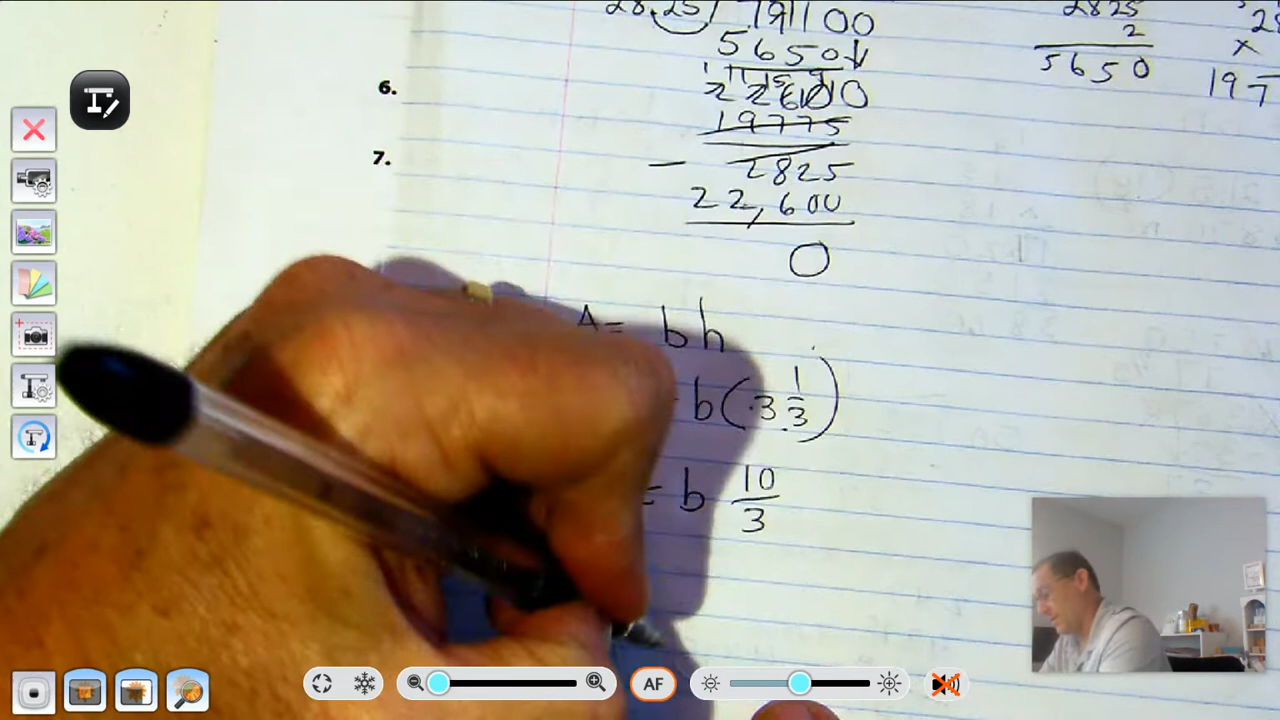 28.25) 791100
5650
22600
19775
- 2825
22,600
0
2825
2
5650
x
197
6.
7.
A = bh
b(3 1/3)
= b 10/3
AF